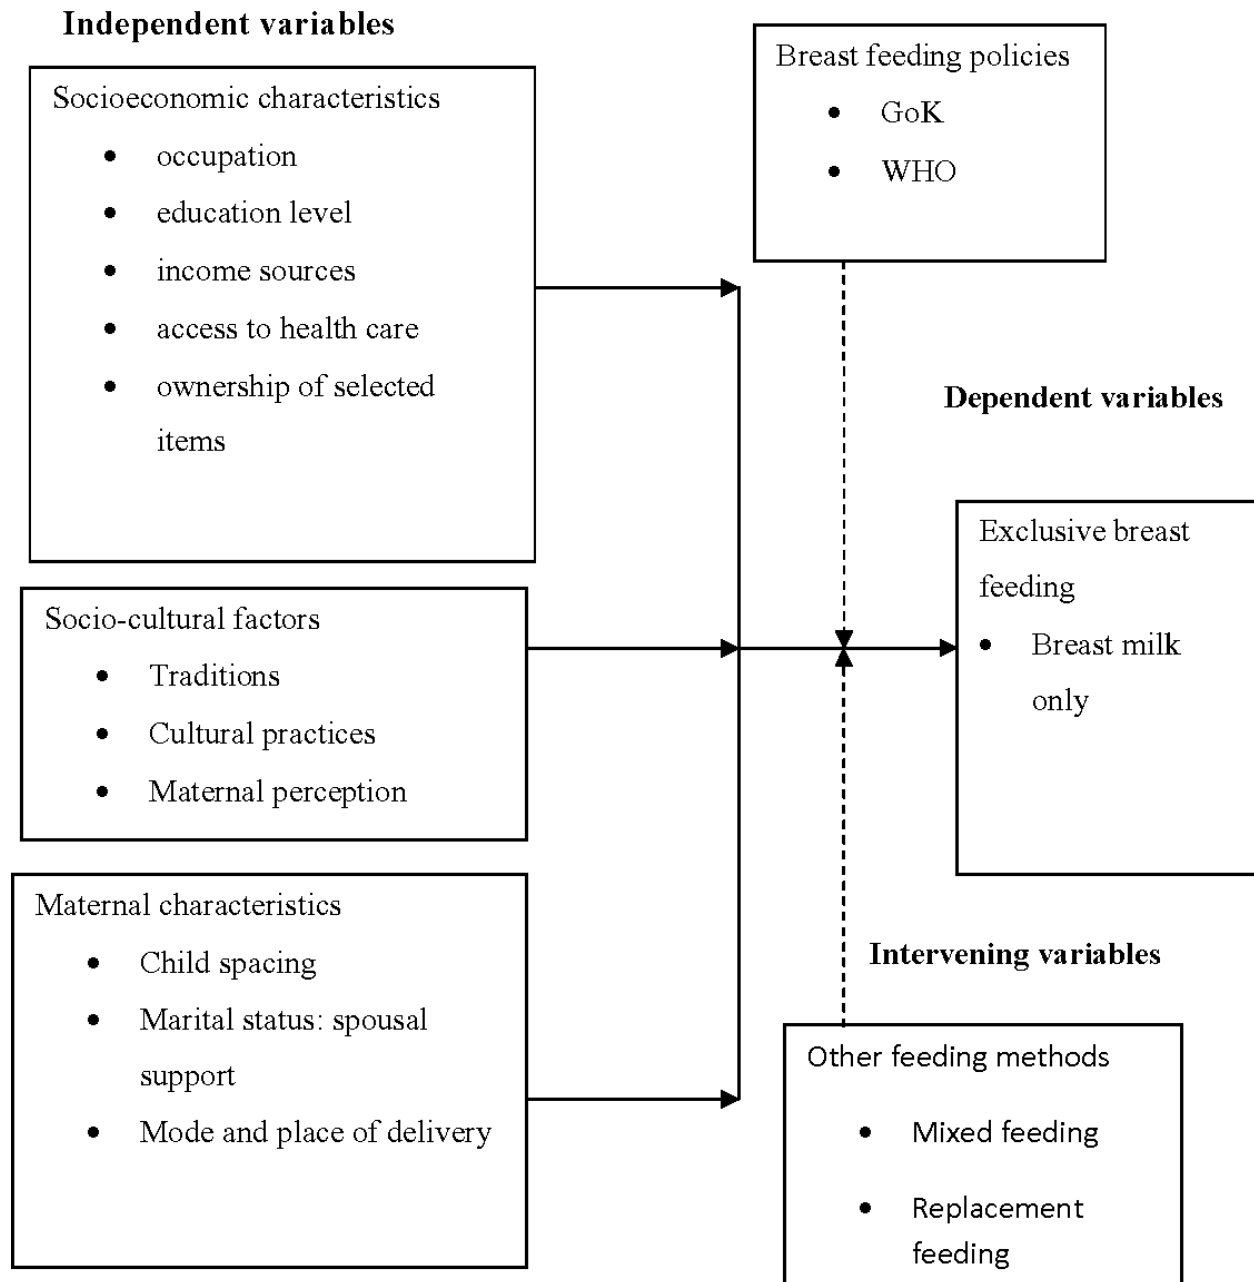 Independent variables
Socioeconomic characteristics
• occupation
• education level
• income sources
• access to health care
• ownership of selected
items
Socio-cultural factors
• Traditions
• Cultural practices
• Maternal perception
Maternal characteristics
• Child spacing
• Marital status: spousal
support
• Mode and place of delivery
Breast feeding policies
• GoK
• WHO
Dependent variables
Exclusive breast
feeding
• Breast milk
only
Intervening variables
Other feeding methods
• Mixed feeding
• Replacement
feeding